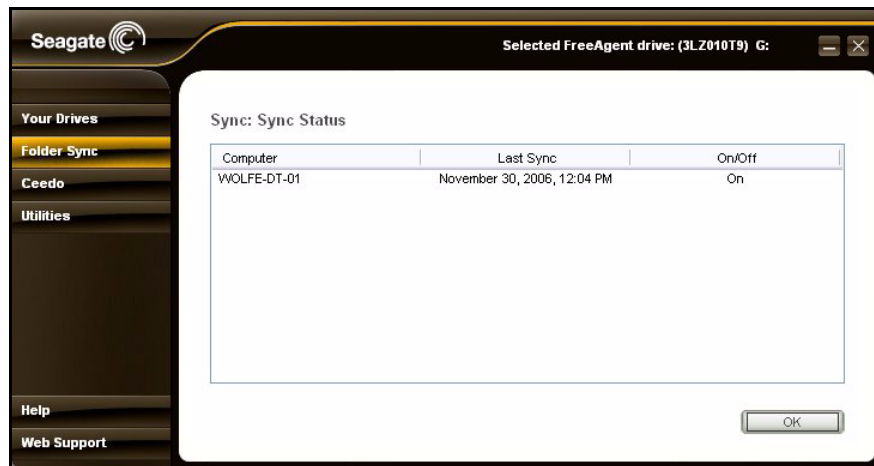 Seagate
Selected FreeAgent drive: (3LZ010T9) G:
Your Drives
Folder Sync
Ceedo
Utilities
Help
Web Support
Sync: Sync Status
Computer Last Sync On/Off
WOLFE-DT-01 November 30, 2006, 12:04 PM On
OK